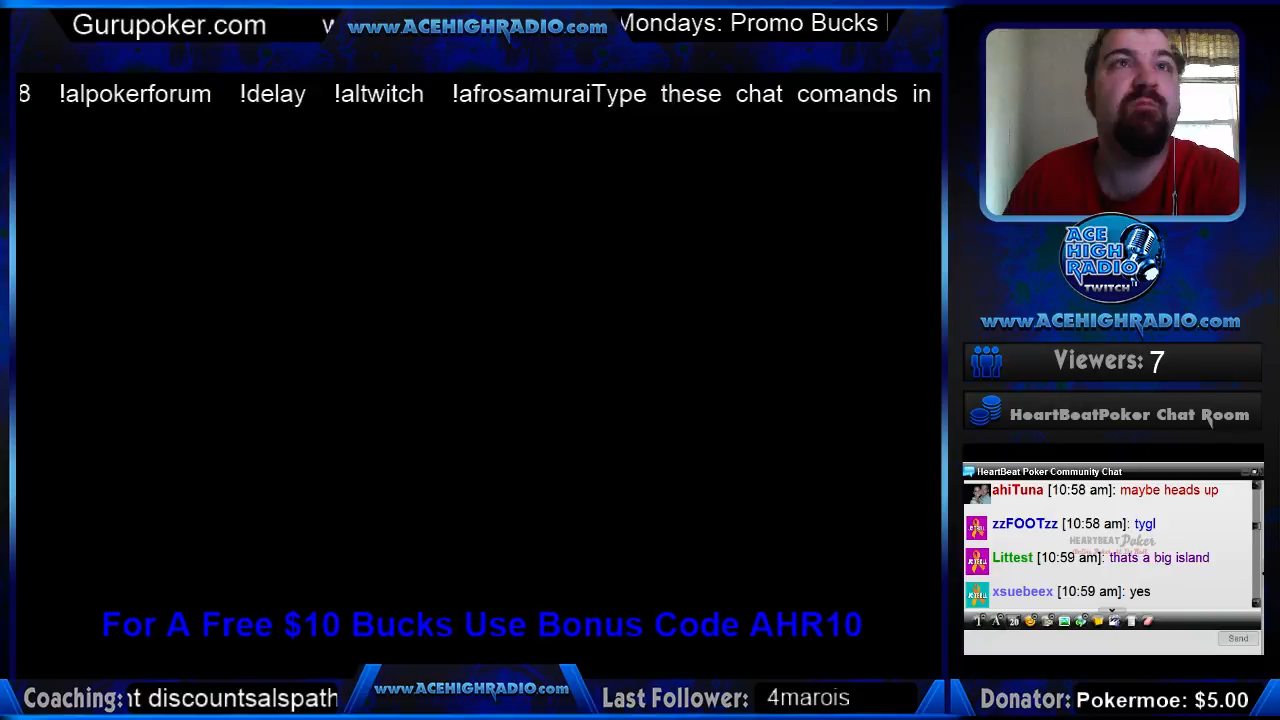 Gurupoker.com
www.ACEHIGHRADIO.com
Mondays: Promo Bucks
8 !alpokerforum !delay !altwitch !afrosamuraiType these chat comands in
ACE
HIGH
RADIO
TWITCH
www.ACEHIGHRADIO.com
Viewers: 7
HeartBeatPoker Chat Room
HeartBeat Poker Community Chat
ahiTuna [10:58 am]: maybe heads up
zzFOOTzz [10:58 am]: tygl
HEARTBEAT
Poker
Littest [10:59 am]: thats a big island
xsuebeex [10:59 am]: yes
20
Send
For A Free $10 Bucks Use Bonus Code AHR10
Coaching: nt discountsalspath
www.ACEHIGHRADIO.com
Last Follower: 4marois
Donator: Pokermoe: $5.00